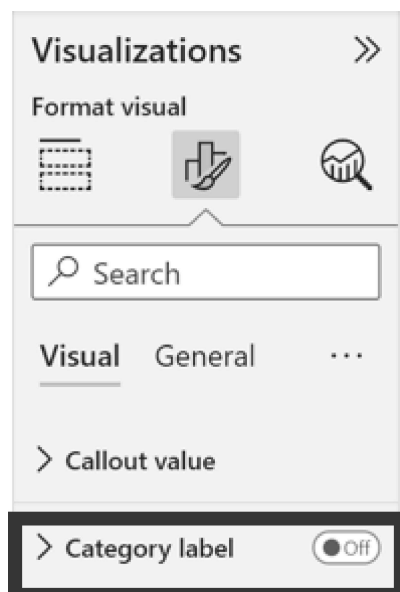 Visualizations
Format visual
Search
Visual General ...
Callout value
Category label Off